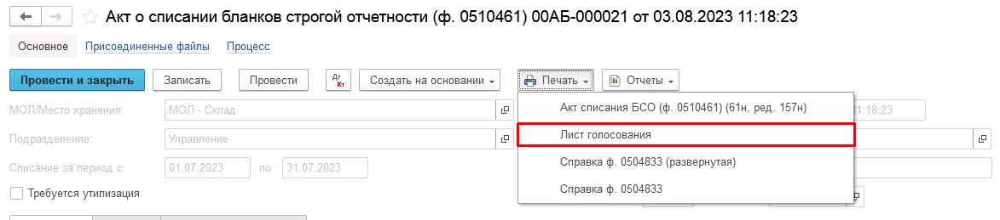 Акт о списании бланков строгой отчетности (ф. 0510461) 00АБ-000021 от 03.08.2023 11:18:23
Основное Присоединенные файлы Процесс
Провести и закрыть Записать Провести Дт Кт Создать на основании Печать Отчеты
МОЛ/Место хранения: МОЛ - Склад Акт списания БСО (ф. 0510461) (61н, ред. 157н) 11:18:23
Подразделение: Управление Лист голосования
Списание за период с: 01.07.2023 по: 31.07.2023 Справка ф. 0504833 (развернутая)
Требуется утилизация Справка ф. 0504833